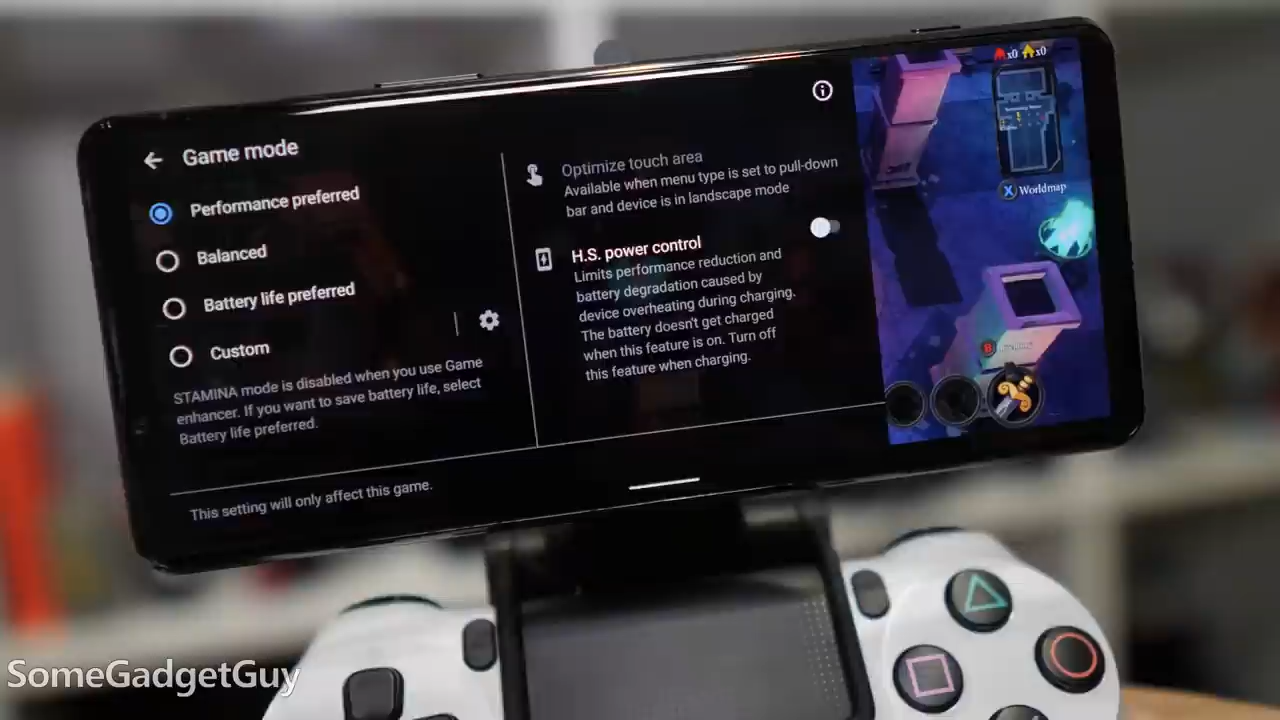 Game mode
Performance preferred
Balanced
Battery life preferred
Custom
STAMINA mode is disabled when you use Game
enhancer. If you want to save battery life, select
Battery life preferred.
This setting will only affect this game.
Optimize touch area
Available when menu type is set to pull-down
bar and device is in landscape mode
H.S. power control
Limits performance reduction and
battery degradation caused by
device overheating during charging.
The battery doesn't get charged
when this feature is on. Turn off
this feature when charging.
x0 x0
X Worldmap
B
SomeGadgetGuy